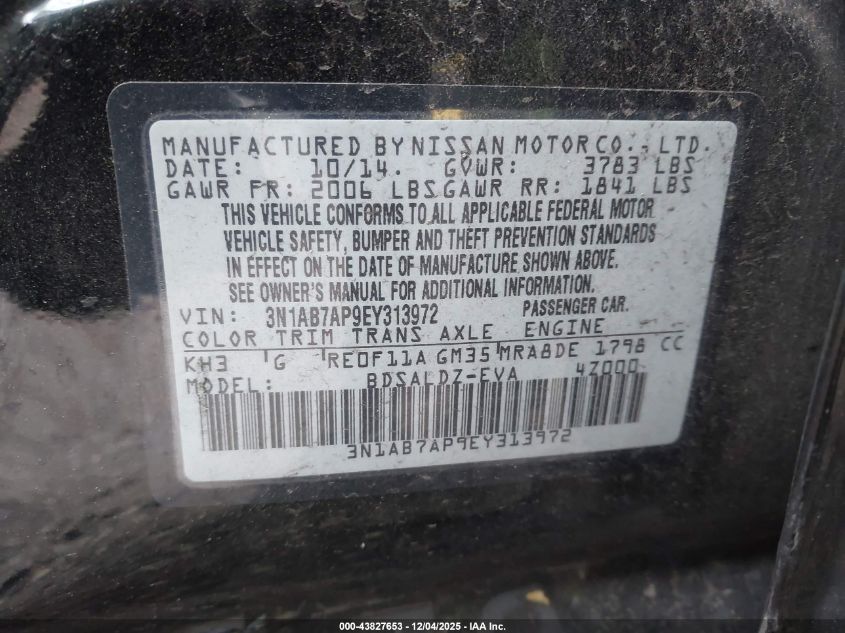 MANUFACTURED BY NISSAN MOTOR CO., LTD.
DATE: 10/14. GVWR: 3783 LBS
GAWR FR: 2006 LBS GAWR RR: 1841 LBS
THIS VEHICLE CONFORMS TO ALL APPLICABLE FEDERAL MOTOR
VEHICLE SAFETY, BUMPER AND THEFT PREVENTION STANDARDS
IN EFFECT ON THE DATE OF MANUFACTURE SHOWN ABOVE.
SEE OWNER'S MANUAL FOR ADDITIONAL INFORMATION.
VIN: 3N1AB7AP9EY313972 PASSENGER CAR.
COLOR TRIM TRANS AXLE ENGINE
KH3 G RE0F11A GM35 MRA8DE 1798 CC
MODEL: BDSALDZ-EVA 4Z000
3N1AB7AP9EY313972
000-43827653 - 12/04/2025 - IAA Inc.